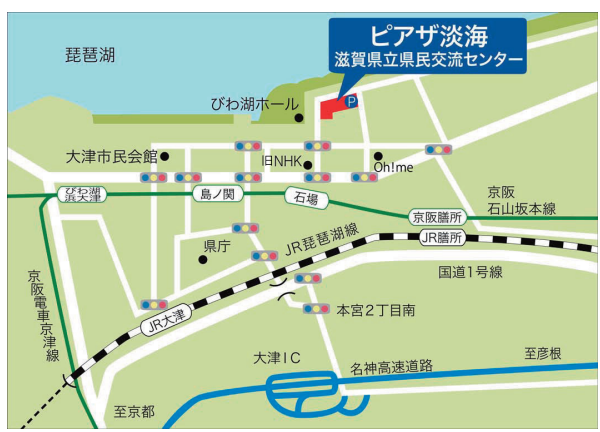 ピアザ淡海
滋賀県立県民交流センター
琵琶湖
P
びわ湖ホール
大津市民会館
旧NHK
Oh!me
びわ湖
浜大津
島ノ関
石場
京阪
石山坂本線
京阪膳所
JR膳所
JR琵琶湖線
県庁
国道1号線
京阪電車京津線
JR大津
本宮2丁目南
大津IC
名神高速道路
至彦根
至京都